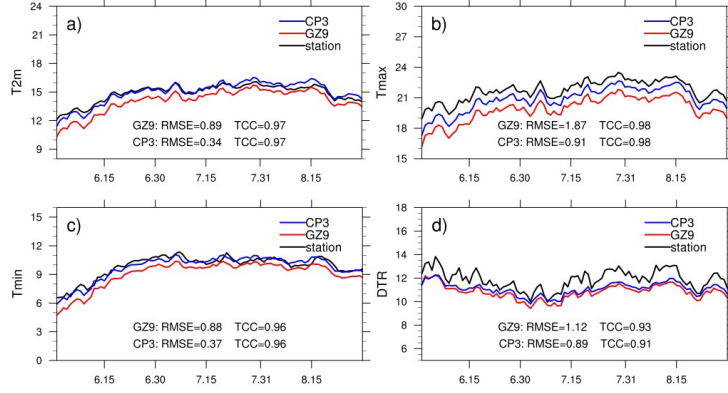 a)
CP3
GZ9
station
T2m
24
21
18
15
12
9
GZ9: RMSE=0.89 TCC=0.97
CP3: RMSE=0.34 TCC=0.97
6.15 6.30 7.15 7.31 8.15
b)
CP3
GZ9
station
Tmax
30
27
24
21
18
15
GZ9: RMSE=1.87 TCC=0.98
CP3: RMSE=0.91 TCC=0.98
6.15 6.30 7.15 7.31 8.15
c)
CP3
GZ9
station
Tmin
15
12
9
6
3
0
GZ9: RMSE=0.88 TCC=0.96
CP3: RMSE=0.37 TCC=0.96
6.15 6.30 7.15 7.31 8.15
d)
CP3
GZ9
station
DTR
18
16
14
12
10
8
6
GZ9: RMSE=1.12 TCC=0.93
CP3: RMSE=0.89 TCC=0.91
6.15 6.30 7.15 7.31 8.15